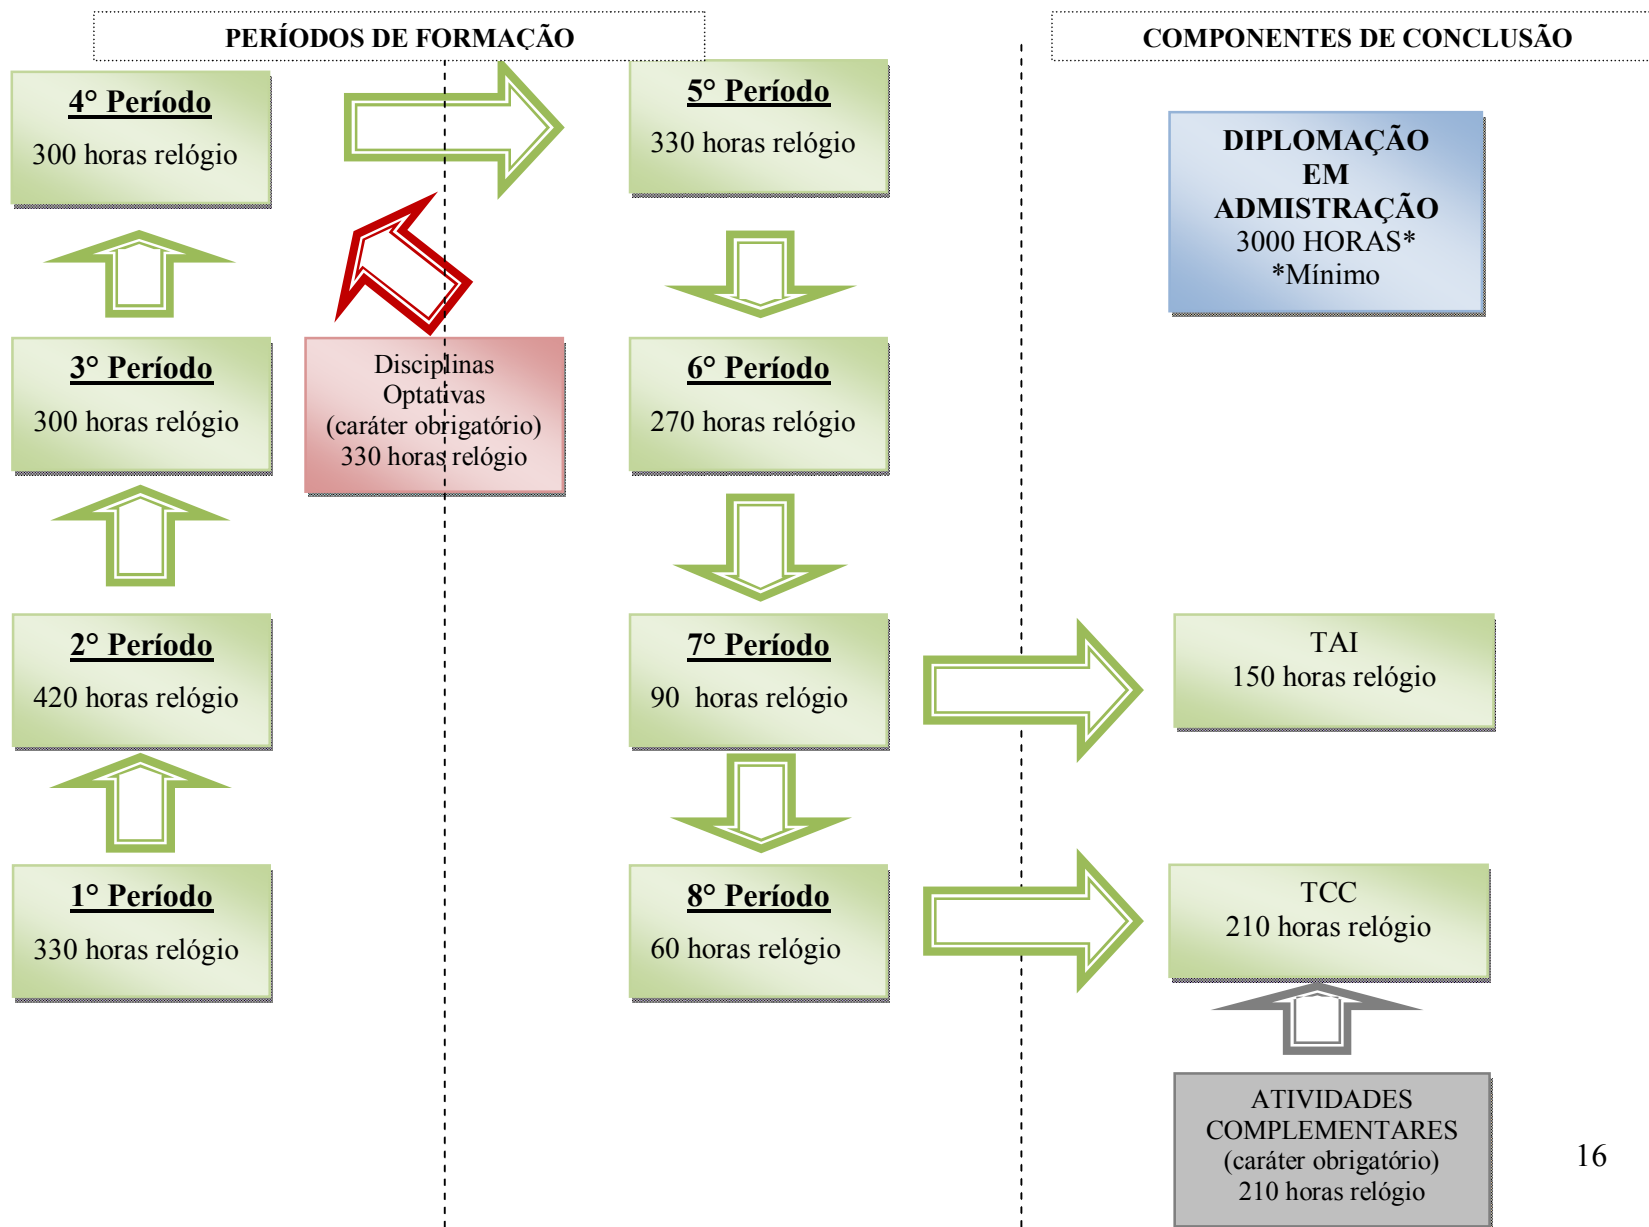 PERÍODOS DE FORMAÇÃO
COMPONENTES DE CONCLUSÃO
4° Período
300 horas relógio
5° Período
330 horas relógio
DIPLOMAÇÃO
EM
ADMISTRAÇÃO
3000 HORAS*
*Mínimo
3° Período
300 horas relógio
Disciplinas
Optativas
(caráter obrigatório)
330 horas relógio
6° Período
270 horas relógio
2° Período
420 horas relógio
7° Período
90 horas relógio
TAI
150 horas relógio
1° Período
330 horas relógio
8° Período
60 horas relógio
TCC
210 horas relógio
ATIVIDADES
COMPLEMENTARES
(caráter obrigatório)
210 horas relógio
16